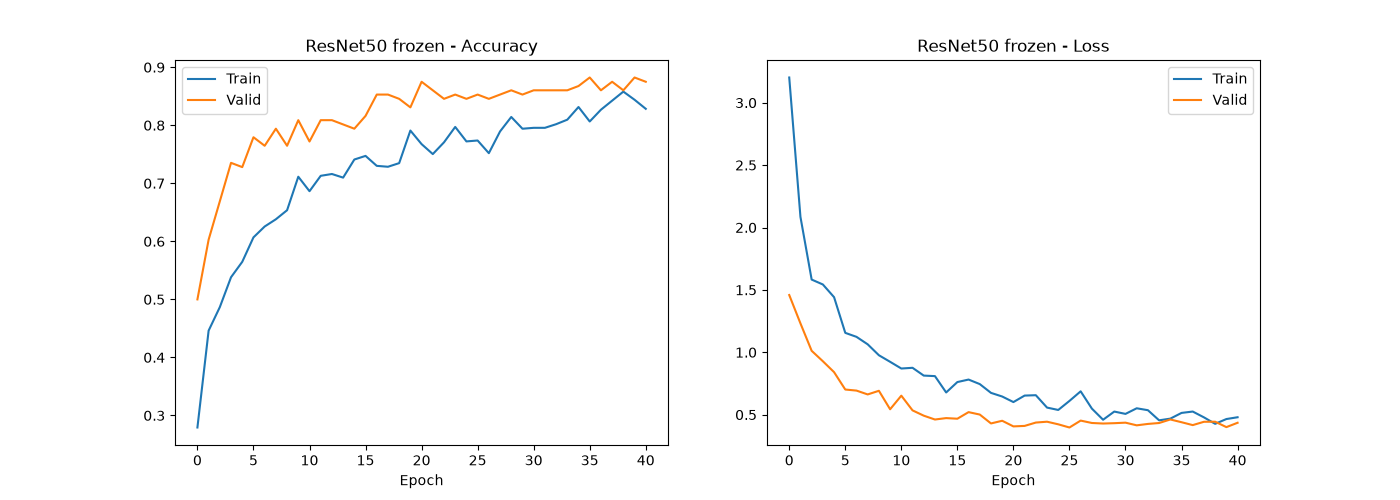 ResNet50 frozen - Accuracy
Train
Valid
0.9
0.8
0.7
0.6
0.5
0.4
0.3
0 5 10 15 20 25 30 35 40
Epoch
ResNet50 frozen - Loss
Train
Valid
3.0
2.5
2.0
1.5
1.0
0.5
0 5 10 15 20 25 30 35 40
Epoch